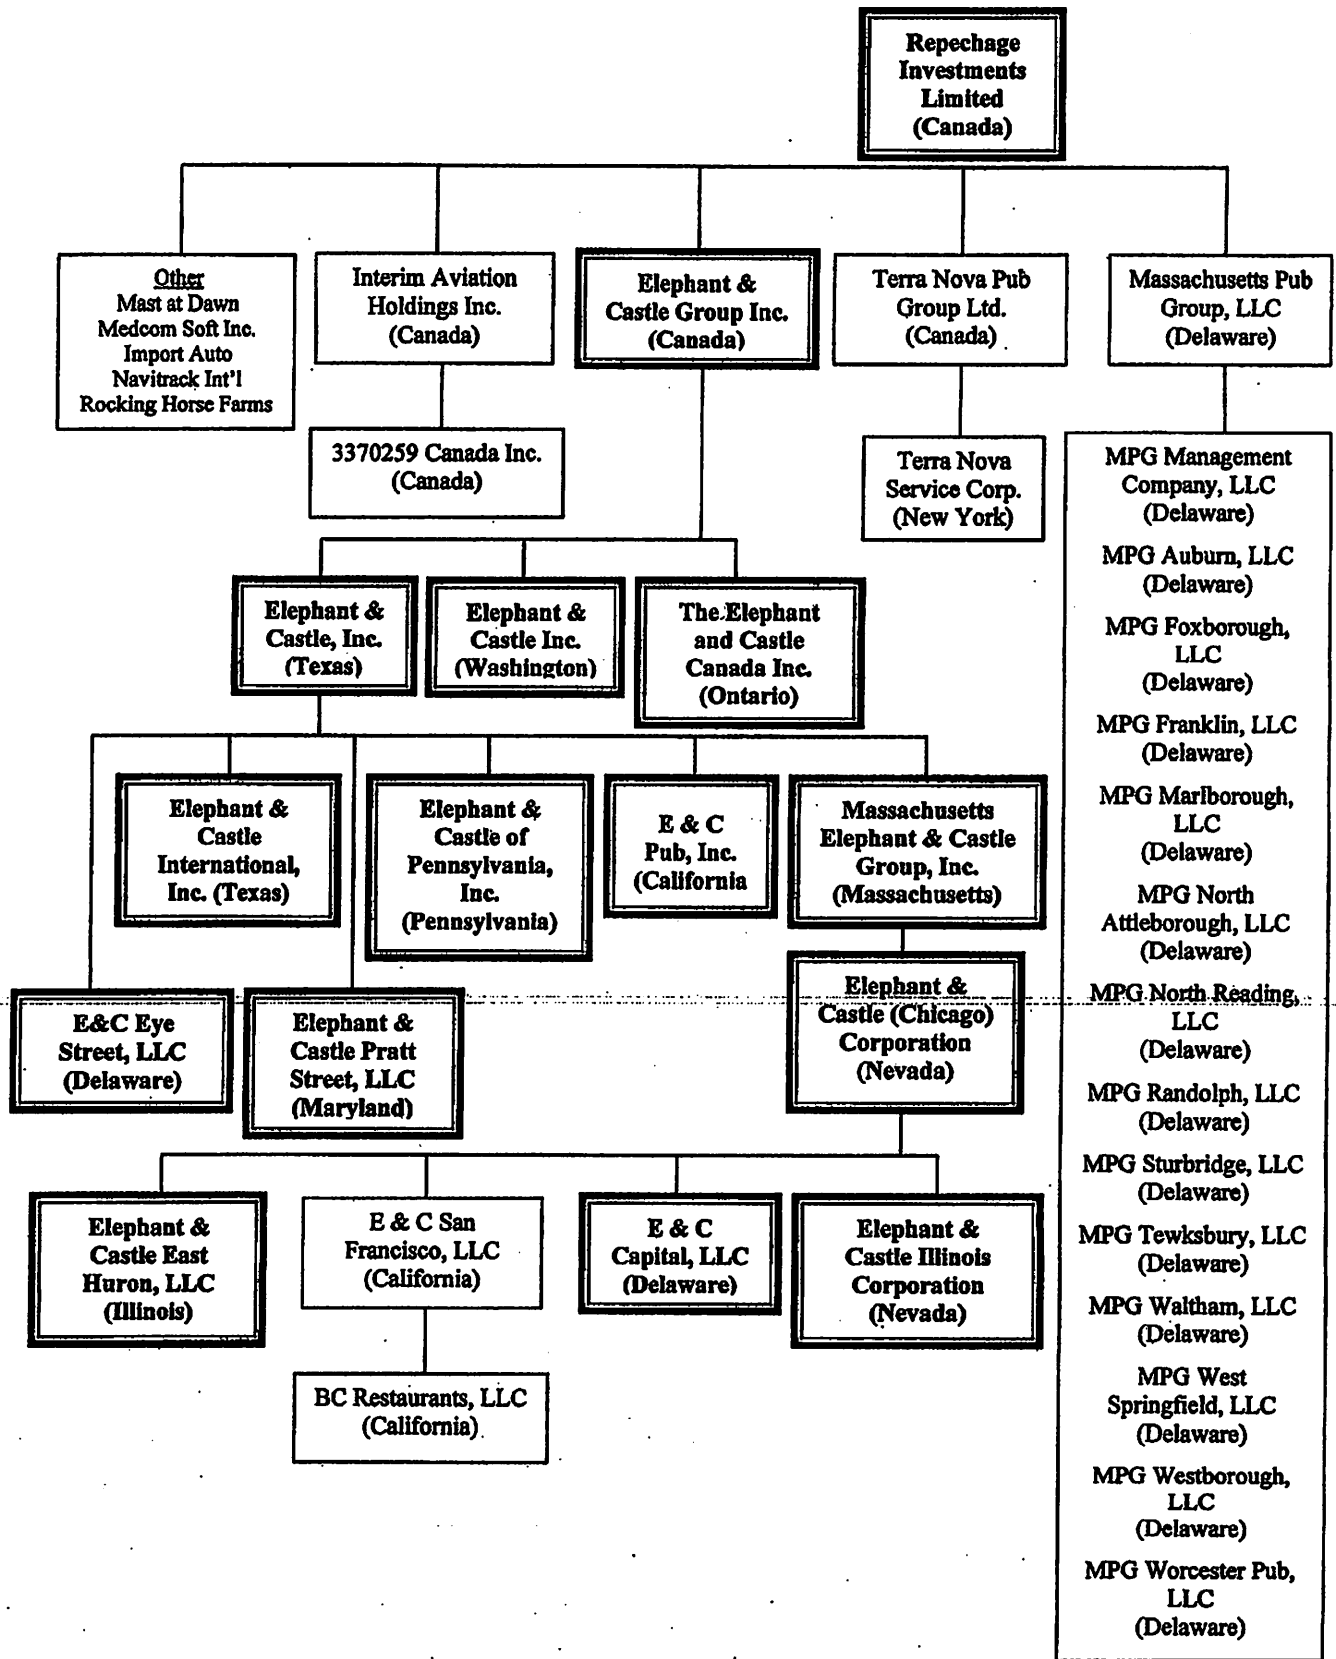 Repechage
Investments
Limited
(Canada)
Other
Mast at Dawn
Medcom Soft Inc.
Import Auto
Navitrack Int'l
Rocking Horse Farms
Interim Aviation
Holdings Inc.
(Canada)
Elephant &
Castle Group Inc.
(Canada)
Terra Nova Pub
Group Ltd.
(Canada)
Massachusetts Pub
Group, LLC
(Delaware)
3370259 Canada Inc.
(Canada)
Terra Nova
Service Corp.
(New York)
MPG Management
Company, LLC
(Delaware)
MPG Auburn, LLC
(Delaware)
MPG Foxborough,
LLC
(Delaware)
MPG Franklin, LLC
(Delaware)
MPG Marlborough,
LLC
(Delaware)
MPG North
Attleborough, LLC
(Delaware)
MPG North Reading,
LLC
(Delaware)
MPG Randolph, LLC
(Delaware)
MPG Sturbridge, LLC
(Delaware)
MPG Tewksbury, LLC
(Delaware)
MPG Waltham, LLC
(Delaware)
MPG West
Springfield, LLC
(Delaware)
MPG Westborough,
LLC
(Delaware)
MPG Worcester Pub,
LLC
(Delaware)
Elephant &
Castle, Inc.
(Texas)
Elephant &
Castle Inc.
(Washington)
The Elephant
and Castle
Canada Inc.
(Ontario)
Elephant &
Castle
International,
Inc. (Texas)
Elephant &
Castle of
Pennsylvania,
Inc.
(Pennsylvania)
E & C
Pub, Inc.
(California
Massachusetts
Elephant & Castle
Group, Inc.
(Massachusetts)
E&C Eye
Street, LLC
(Delaware)
Elephant &
Castle Pratt
Street, LLC
(Maryland)
Elephant &
Castle (Chicago)
Corporation
(Nevada)
Elephant &
Castle East
Huron, LLC
(Illinois)
E & C San
Francisco, LLC
(California)
E & C
Capital, LLC
(Delaware)
Elephant &
Castle Illinois
Corporation
(Nevada)
BC Restaurants, LLC
(California)